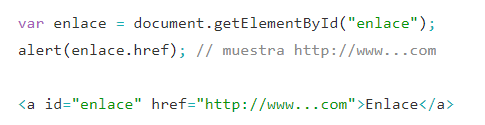 var enlace = document.getElementById("enlace");
alert(enlace.href); // muestra http://www...com
<a id="enlace" href="http://www...com">Enlace</a>